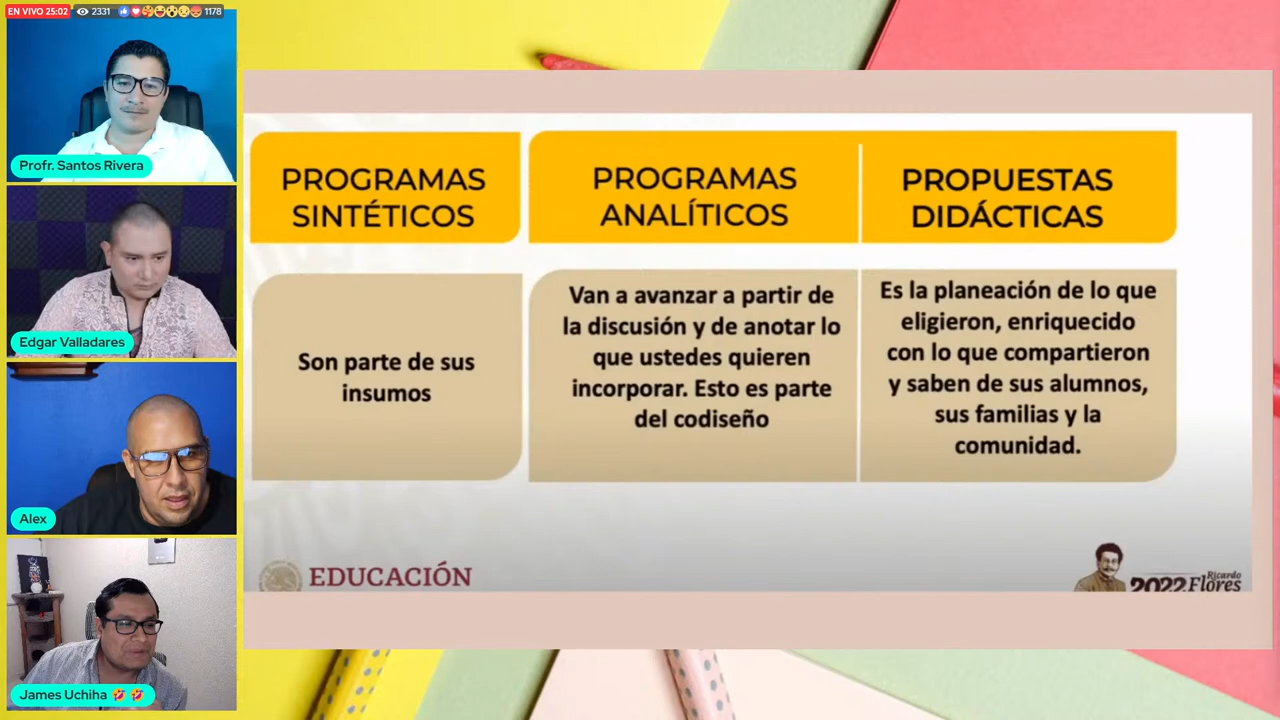 EN VIVO 25:02 2331 1178
Profr. Santos Rivera
Edgar Valladares
Alex
James Uchiha 🤣 🤣
PROGRAMAS
SINTÉTICOS
PROGRAMAS
ANALÍTICOS
PROPUESTAS
DIDÁCTICAS
Son parte de sus
insumos
Van a avanzar a partir de
la discusión y de anotar lo
que ustedes quieren
incorporar. Esto es parte
del codiseño
Es la planeación de lo que
eligieron, enriquecido
con lo que compartieron
y saben de sus alumnos,
sus familias y la
comunidad.
EDUCACIÓN
2022 Ricardo
Flores